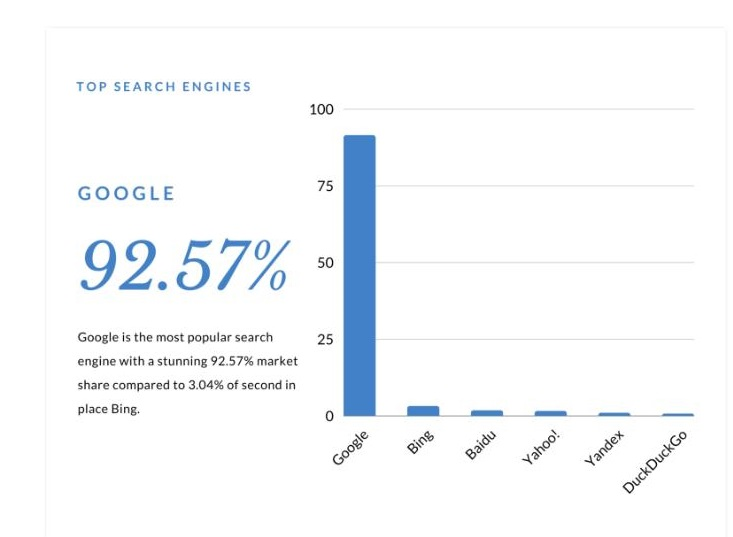 TOP SEARCH ENGINES
GOOGLE
92.57%
Google is the most popular search
engine with a stunning 92.57% market
share compared to 3.04% of second in
place Bing.
100
75
50
25
0
Google
Bing
Baidu
Yahoo!
Yandex
DuckDuckGo